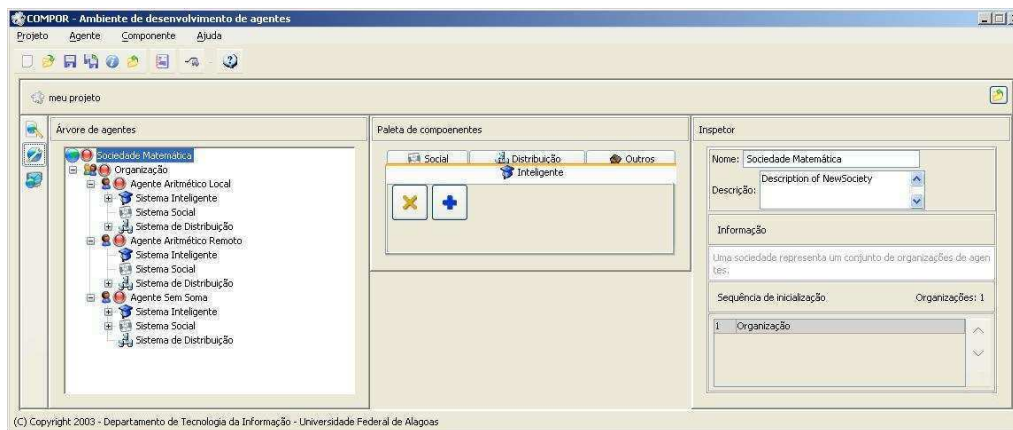 COMPOR - Ambiente de desenvolvimento de agentes
Projeto Agente Componente Ajuda
meu projeto
Árvore de agentes
Sociedade Matemática
Organização
Agente Aritmético Local
Sistema Inteligente
Sistema Social
Sistema de Distribuição
Agente Aritmético Remoto
Sistema Inteligente
Sistema Social
Sistema de Distribuição
Agente Sem Soma
Sistema Inteligente
Sistema Social
Sistema de Distribuição
Paleta de compoenentes
Social Distribuição Outros
Inteligente
Inspetor
Nome: Sociedade Matemática
Descrição: Description of NewSociety
Informação
Uma sociedade representa um conjunto de organizações de agen
tes.
Sequência de inicialização Organizações: 1
1 Organização
(C) Copyright 2003 - Departamento de Tecnologia da Informação - Universidade Federal de Alagoas